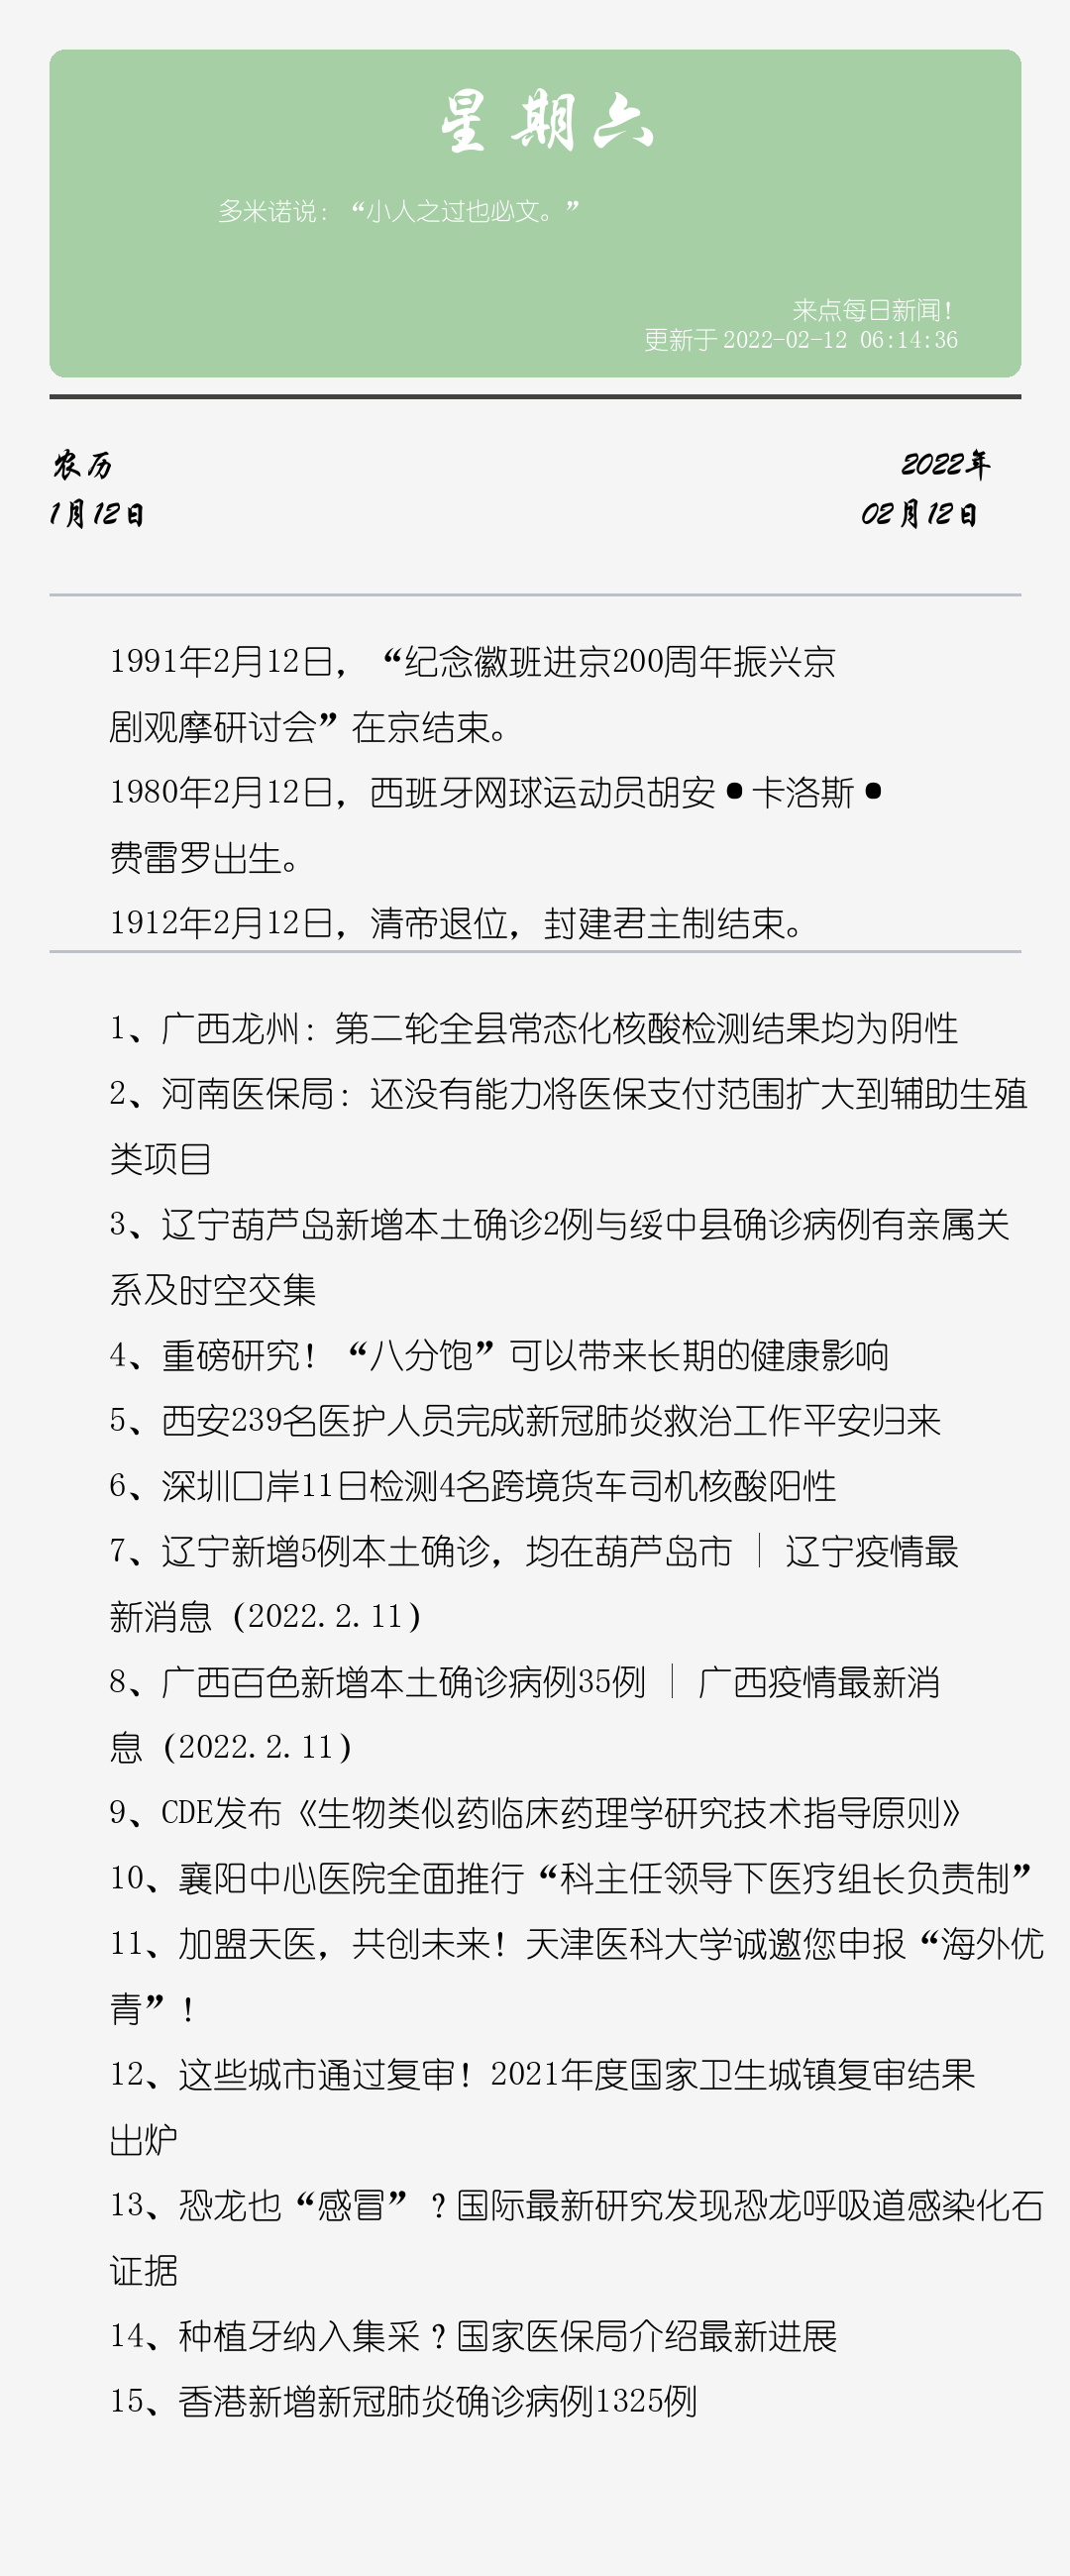 星期六
多米诺说：“小人之过也必文。”
来点每日新闻！
更新于 2022-02-12 06:14:36
农历
2022年
1月12日
02月12日
1991年2月12日，“纪念徽班进京200周年振兴京
剧观摩研讨会”在京结束。
1980年2月12日，西班牙网球运动员胡安•卡洛斯•
费雷罗出生。
1912年2月12日，清帝退位，封建君主制结束。
1、广西龙州：第二轮全县常态化核酸检测结果均为阴性
2、河南医保局：还没有能力将医保支付范围扩大到辅助生殖
类项目
3、辽宁葫芦岛新增本土确诊2例与绥中县确诊病例有亲属关
系及时空交集
4、重磅研究！“八分饱”可以带来长期的健康影响
5、西安239名医护人员完成新冠肺炎救治工作平安归来
6、深圳口岸11日检测4名跨境货车司机核酸阳性
7、辽宁新增5例本土确诊，均在葫芦岛市｜辽宁疫情最
新消息（2022.2.11）
8、广西百色新增本土确诊病例35例｜广西疫情最新消
息（2022.2.11）
9、CDE发布《生物类似药临床药理学研究技术指导原则》
10、襄阳中心医院全面推行“科主任领导下医疗组长负责制”
11、加盟天医，共创未来！天津医科大学诚邀您申报“海外优
青”！
12、这些城市通过复审！2021年度国家卫生城镇复审结果
出炉
13、恐龙也“感冒”？国际最新研究发现恐龙呼吸道感染化石
证据
14、种植牙纳入集采？国家医保局介绍最新进展
15、香港新增新冠肺炎确诊病例1325例